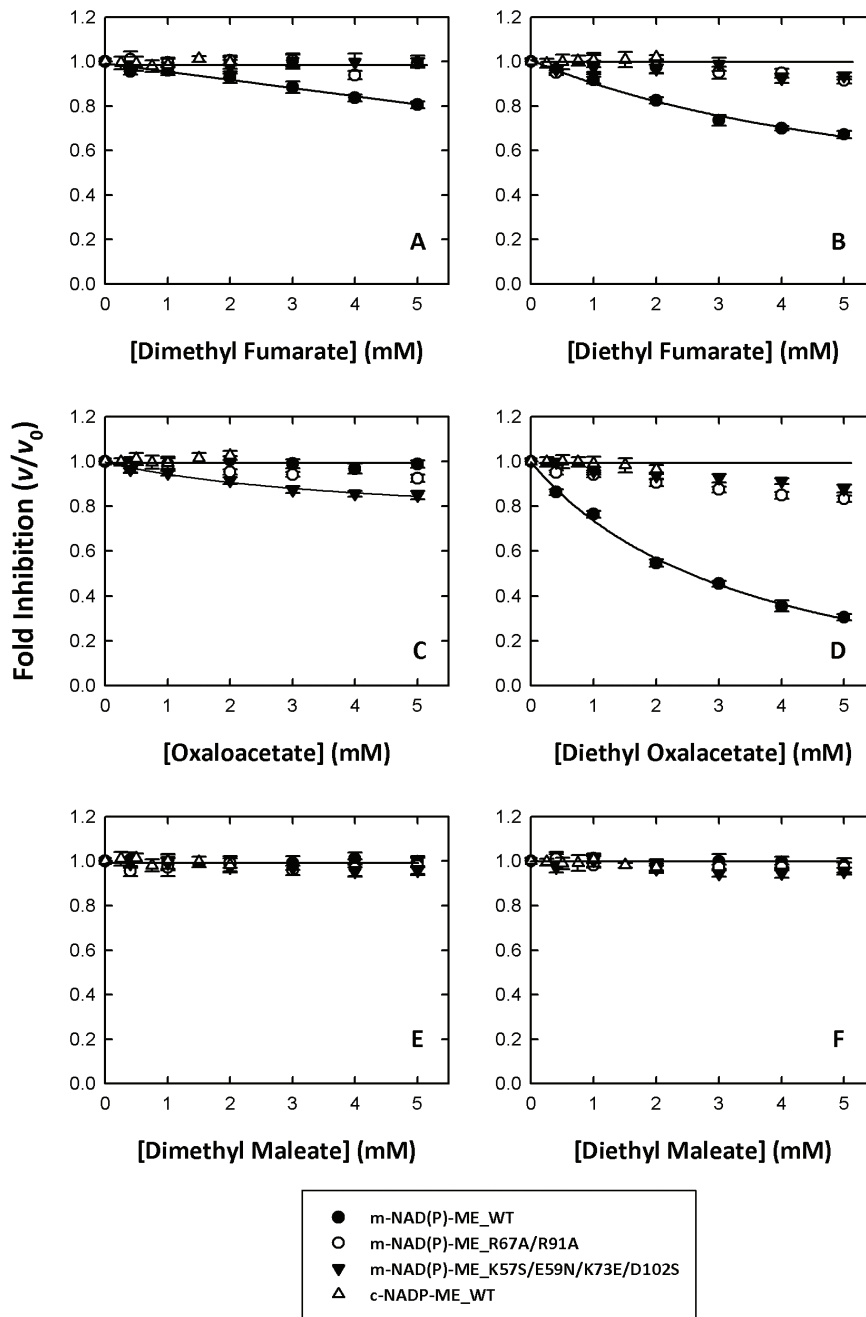 Fold Inhibition (v/v0)
1.2
1.0
0.8
0.6
0.4
0.2
0.0
A
0 1 2 3 4 5
[Dimethyl Fumarate] (mM)
1.2
1.0
0.8
0.6
0.4
0.2
0.0
B
0 1 2 3 4 5
[Diethyl Fumarate] (mM)
1.2
1.0
0.8
0.6
0.4
0.2
0.0
C
0 1 2 3 4 5
[Oxaloacetate] (mM)
1.2
1.0
0.8
0.6
0.4
0.2
0.0
D
0 1 2 3 4 5
[Diethyl Oxalacetate] (mM)
1.2
1.0
0.8
0.6
0.4
0.2
0.0
E
0 1 2 3 4 5
[Dimethyl Maleate] (mM)
1.2
1.0
0.8
0.6
0.4
0.2
0.0
F
0 1 2 3 4 5
[Diethyl Maleate] (mM)
m-NAD(P)-ME_WT
m-NAD(P)-ME_R67A/R91A
m-NAD(P)-ME_K57S/E59N/K73E/D102S
c-NADP-ME_WT